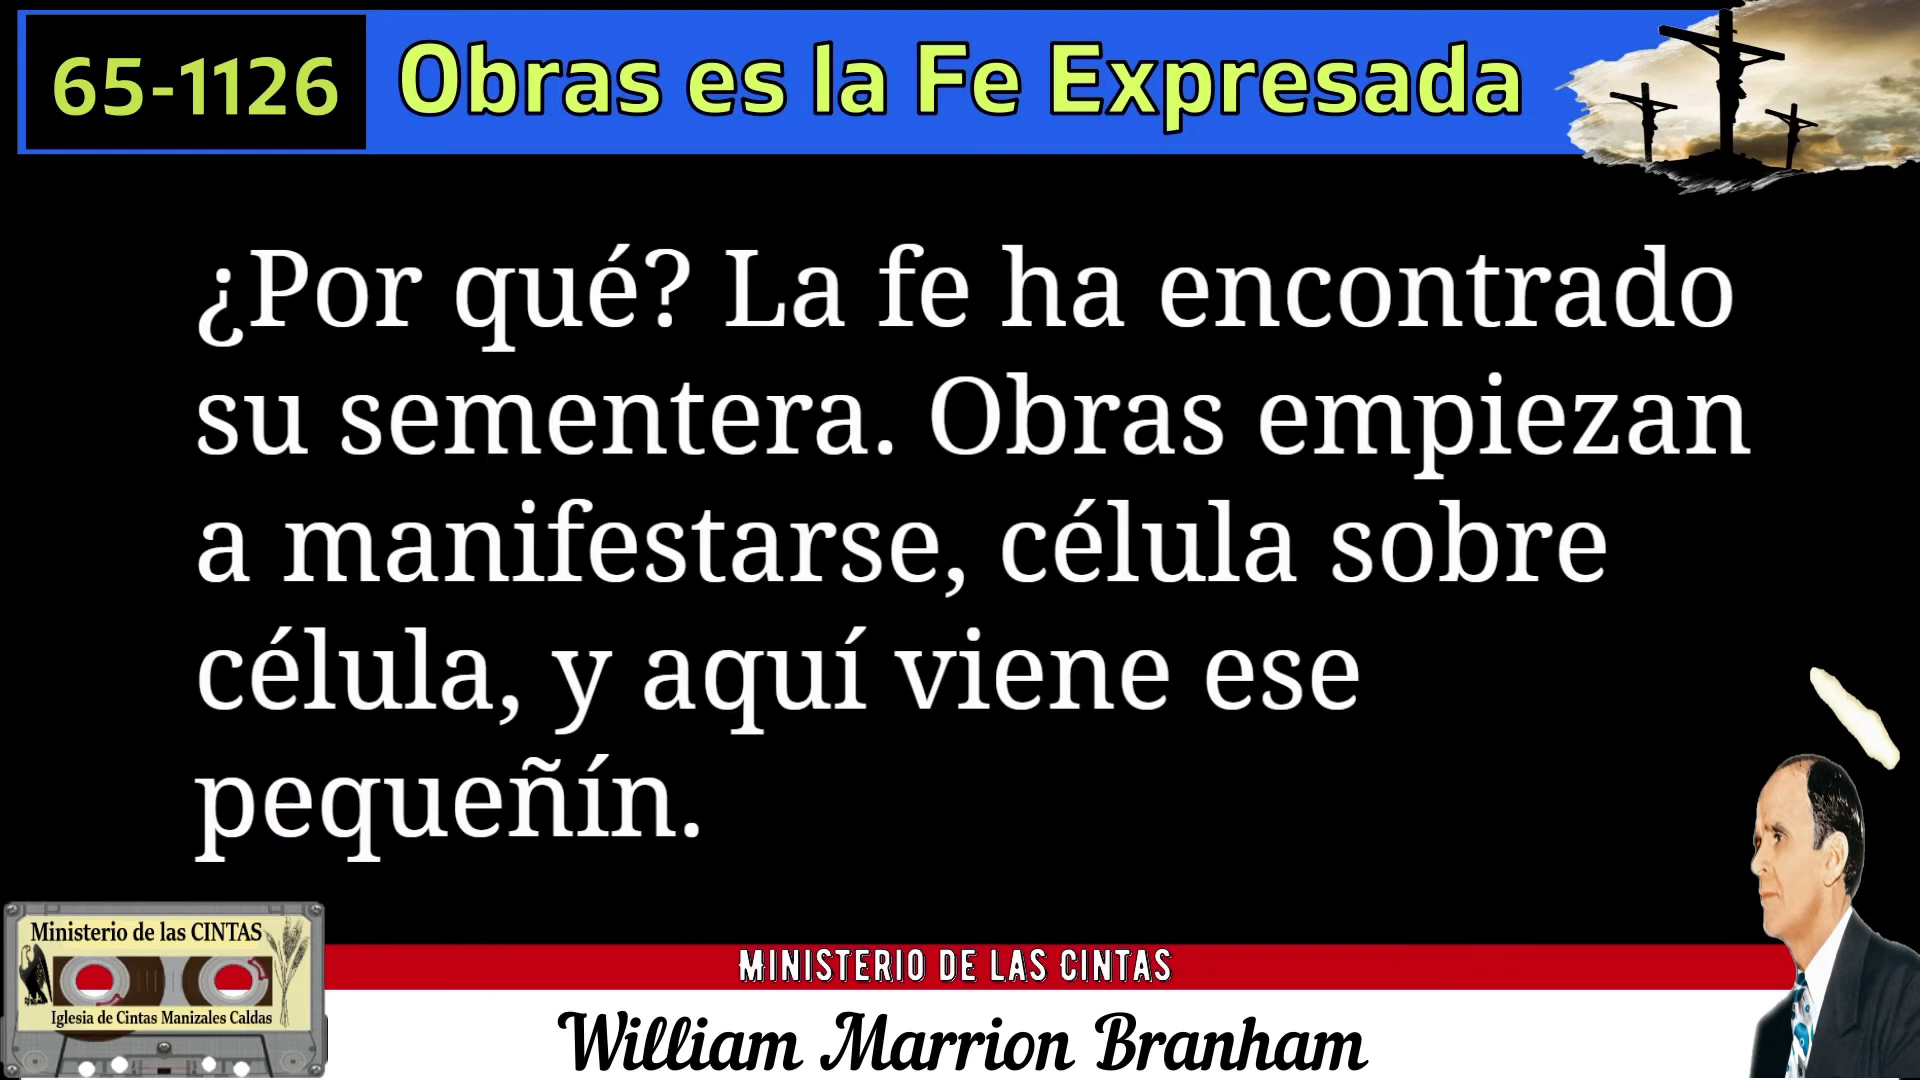 65-1126
Obras es la Fe Expresada
¿Por qué? La fe ha encontrado
su sementera. Obras empiezan
a manifestarse, célula sobre
célula, y aquí viene ese
pequeñín.
Ministerio de las CINTAS
Iglesia de Cintas Manizales Caldas
MINISTERIO DE LAS CINTAS
William Marrion Branham